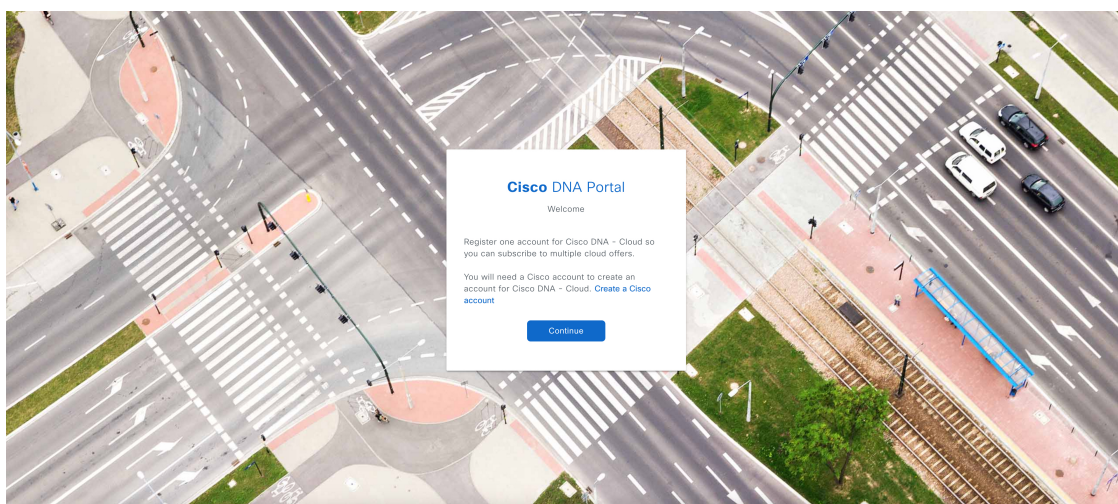 Cisco DNA Portal
Welcome
Register one account for Cisco DNA - Cloud so
you can subscribe to multiple cloud offers.
You will need a Cisco account to create an
account for Cisco DNA - Cloud. Create a Cisco
account
Continue